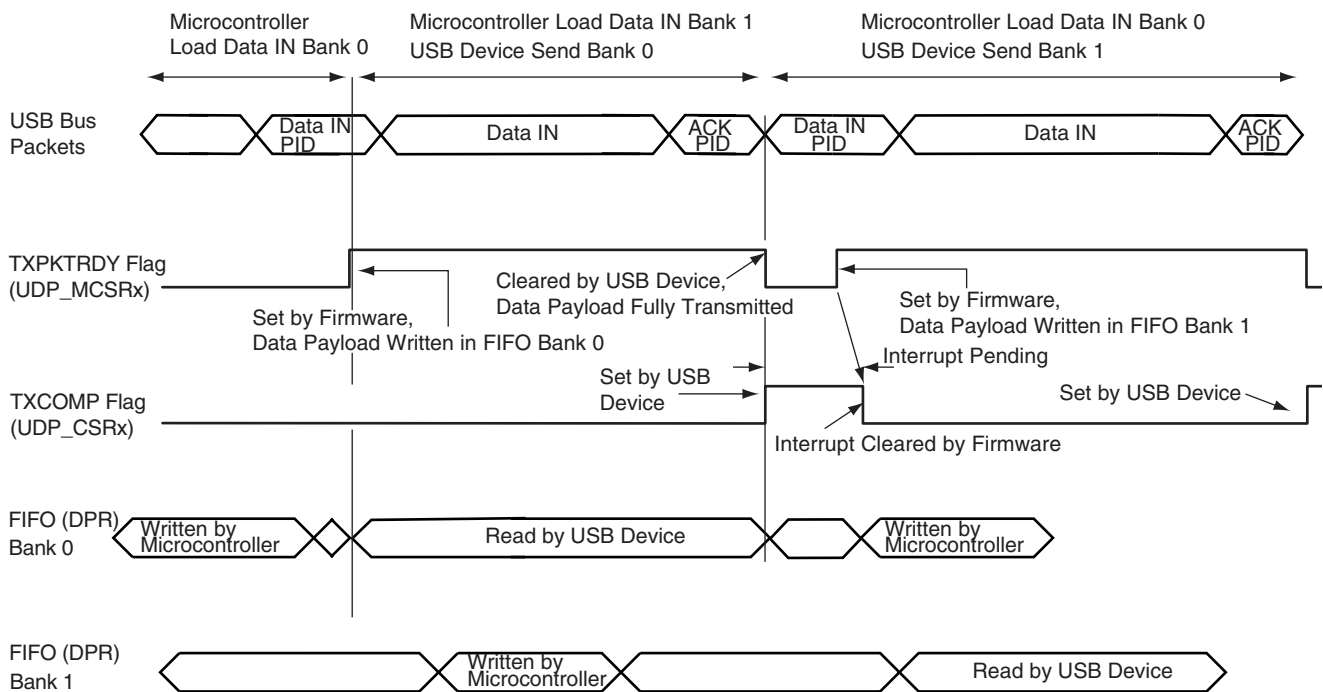 Microcontroller
Load Data IN Bank 0
Microcontroller Load Data IN Bank 1
USB Device Send Bank 0
Microcontroller Load Data IN Bank 0
USB Device Send Bank 1
USB Bus
Packets
Data IN
PID
Data IN
ACK
PID
Data IN
PID
Data IN
ACK
PID
TXPKTRDY Flag
(UDP_MCSRx)
Set by Firmware,
Data Payload Written in FIFO Bank 0
Cleared by USB Device,
Data Payload Fully Transmitted
Set by Firmware,
Data Payload Written in FIFO Bank 1
Interrupt Pending
Set by USB
Device
TXCOMP Flag
(UDP_CSRx)
Set by USB Device
Interrupt Cleared by Firmware
FIFO (DPR)
Bank 0
Written by
Microcontroller
Read by USB Device
Written by
Microcontroller
FIFO (DPR)
Bank 1
Written by
Microcontroller
Read by USB Device